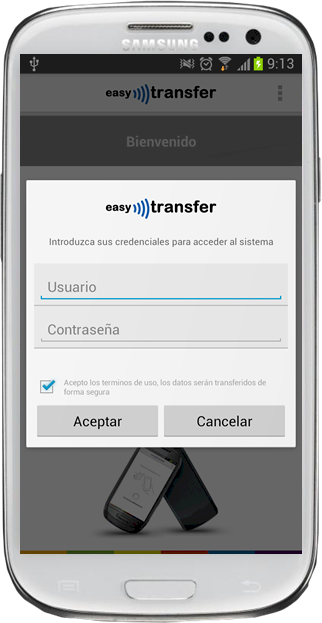 SAMSUNG
9:13
easy transfer
Bienvenido
easy transfer
Introduzca sus credenciales para acceder al sistema
Usuario
Contraseña
Acepto los terminos de uso, los datos serán transferidos de
forma segura
Aceptar
Cancelar